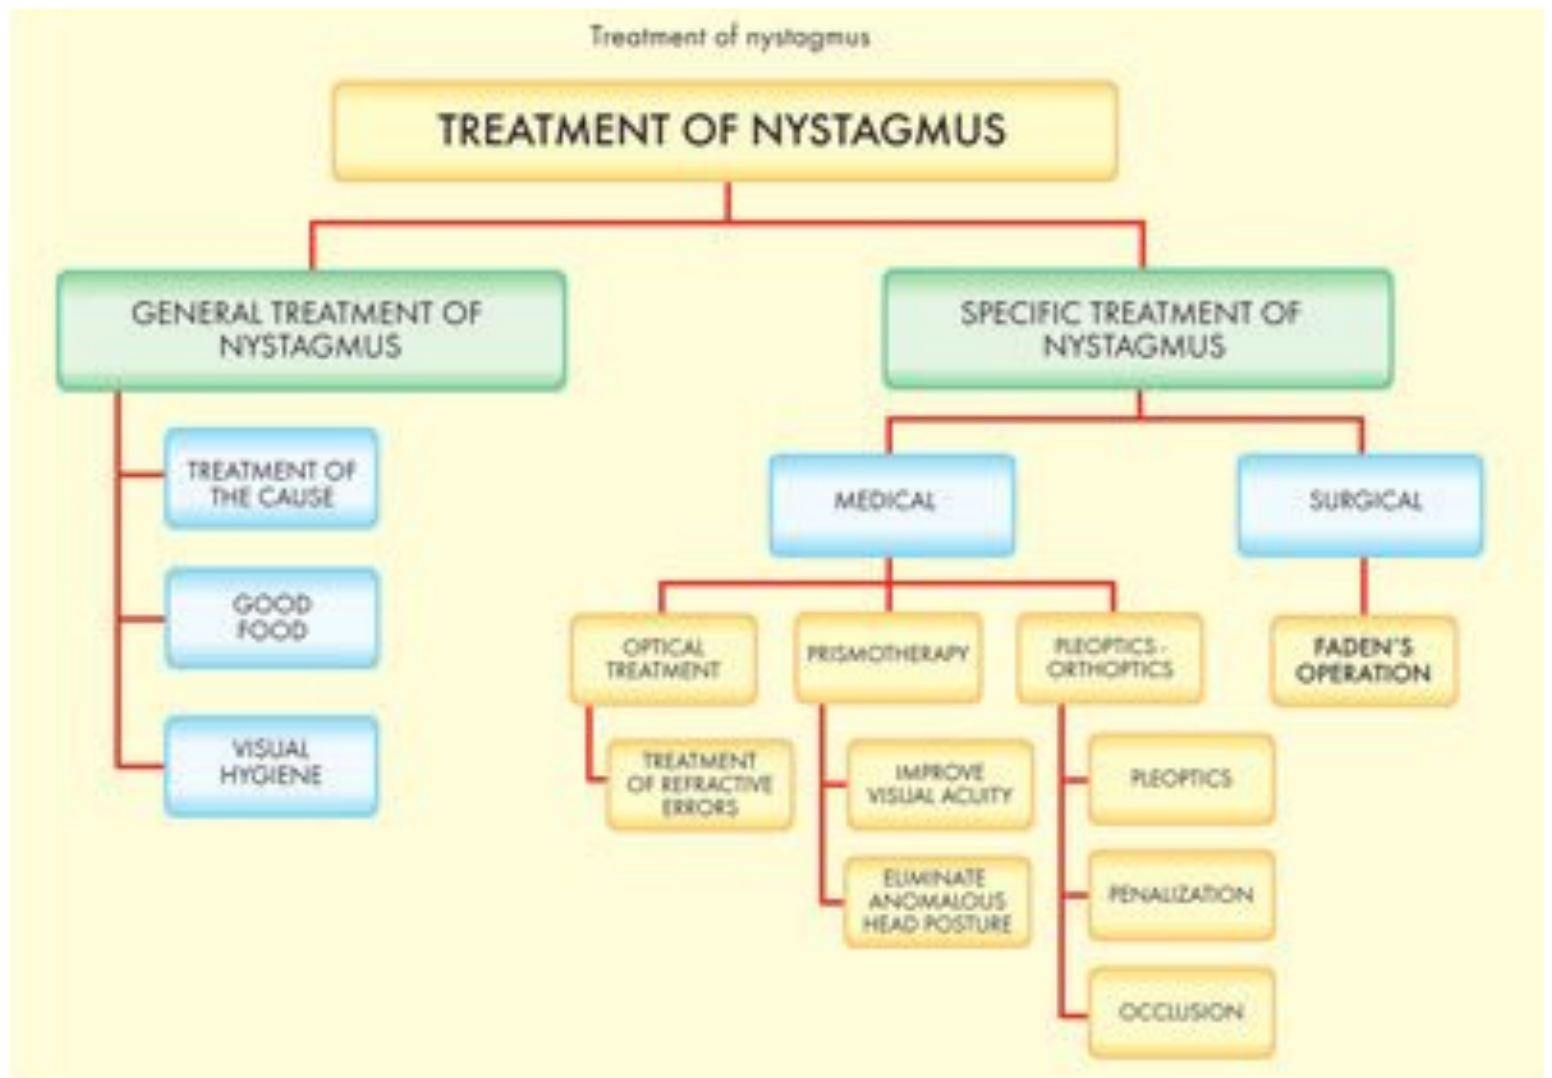 Treatment of nystagmus
TREATMENT OF NYSTAGMUS
GENERAL TREATMENT OF
NYSTAGMUS
TREATMENT OF
THE CAUSE
GOOD
FOOD
VISUAL
HYGIENE
SPECIFIC TREATMENT OF
NYSTAGMUS
MEDICAL
OPTICAL
TREATMENT
TREATMENT
OF REFRACTIVE
ERRORS
PRISMOTHERAPY
IMPROVE
VISUAL ACUITY
ELIMINATE
ANOMALOUS
HEAD POSTURE
PLEOPTICS -
ORTHOPTICS
PLEOPTICS
PENALIZATION
OCCLUSION
SURGICAL
FADEN'S
OPERATION